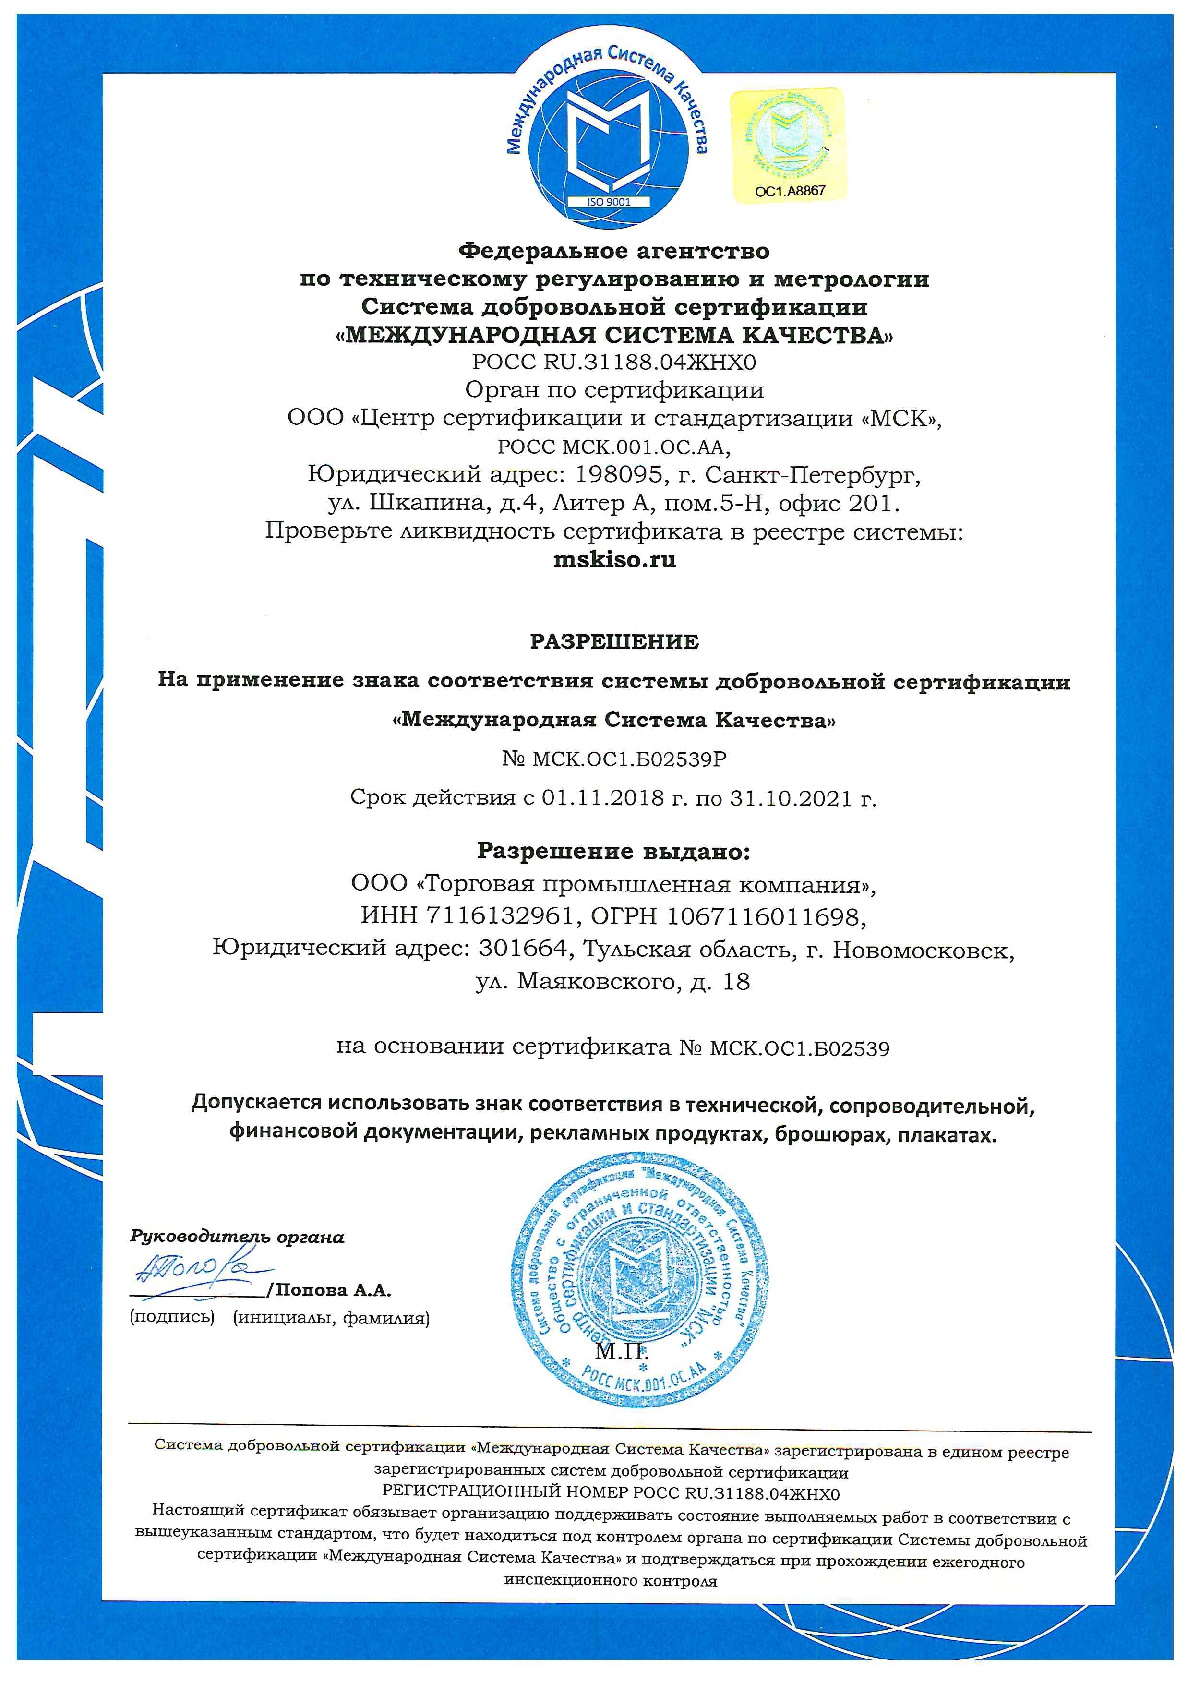 Международная Система Качества
ISO 9001
ОС1.А8867
Федеральное агентство
по техническому регулированию и метрологии
Система добровольной сертификации
«МЕЖДУНАРОДНАЯ СИСТЕМА КАЧЕСТВА»
РОСС RU.31188.04ЖНХ0
Орган по сертификации
ООО «Центр сертификации и стандартизации «МСК»,
РОСС МСК.001.ОС.АА,
Юридический адрес: 198095, г. Санкт-Петербург,
ул. Шкапина, д.4, Литер А, пом.5-Н, офис 201.
Проверьте ликвидность сертификата в реестре системы:
mskiso.ru
РАЗРЕШЕНИЕ
На применение знака соответствия системы добровольной сертификации
«Международная Система Качества»
№ МСК.ОС1.Б02539Р
Срок действия с 01.11.2018 г. по 31.10.2021 г.
Разрешение выдано:
ООО «Торговая промышленная компания»,
ИНН 7116132961, ОГРН 1067116011698,
Юридический адрес: 301664, Тульская область, г. Новомосковск,
ул. Маяковского, д. 18
на основании сертификата № МСК.ОС1.Б02539
Допускается использовать знак соответствия в технической, сопроводительной,
финансовой документации, рекламных продуктах, брошюрах, плакатах.
Система добровольной сертификации "Международная Система Качества"
Общество с ограниченной ответственностью
Центр сертификации и стандартизации "МСК"
РОСС МСК.001.ОС.АА
Руководитель органа
/Попова А.А.
(подпись) (инициалы, фамилия)
М.П.
Система добровольной сертификации «Международная Система Качества» зарегистрирована в едином реестре
зарегистрированных систем добровольной сертификации
РЕГИСТРАЦИОННЫЙ НОМЕР РОСС RU.31188.04ЖНХ0
Настоящий сертификат обязывает организацию поддерживать состояние выполняемых работ в соответствии с
вышеуказанным стандартом, что будет находиться под контролем органа по сертификации Системы добровольной
сертификации «Международная Система Качества» и подтверждаться при прохождении ежегодного
инспекционного контроля